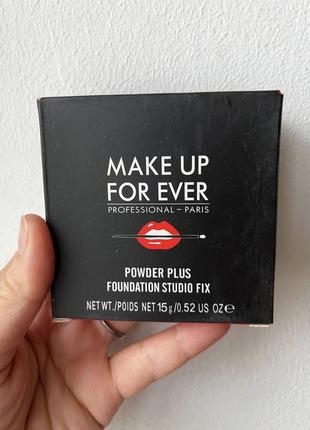 MAKE UP
FOR EVER
PROFESSIONAL – PARIS
POWDER PLUS
FOUNDATION STUDIO FIX
NET WT./POIDS NET 15g/0.52 US OZ℮